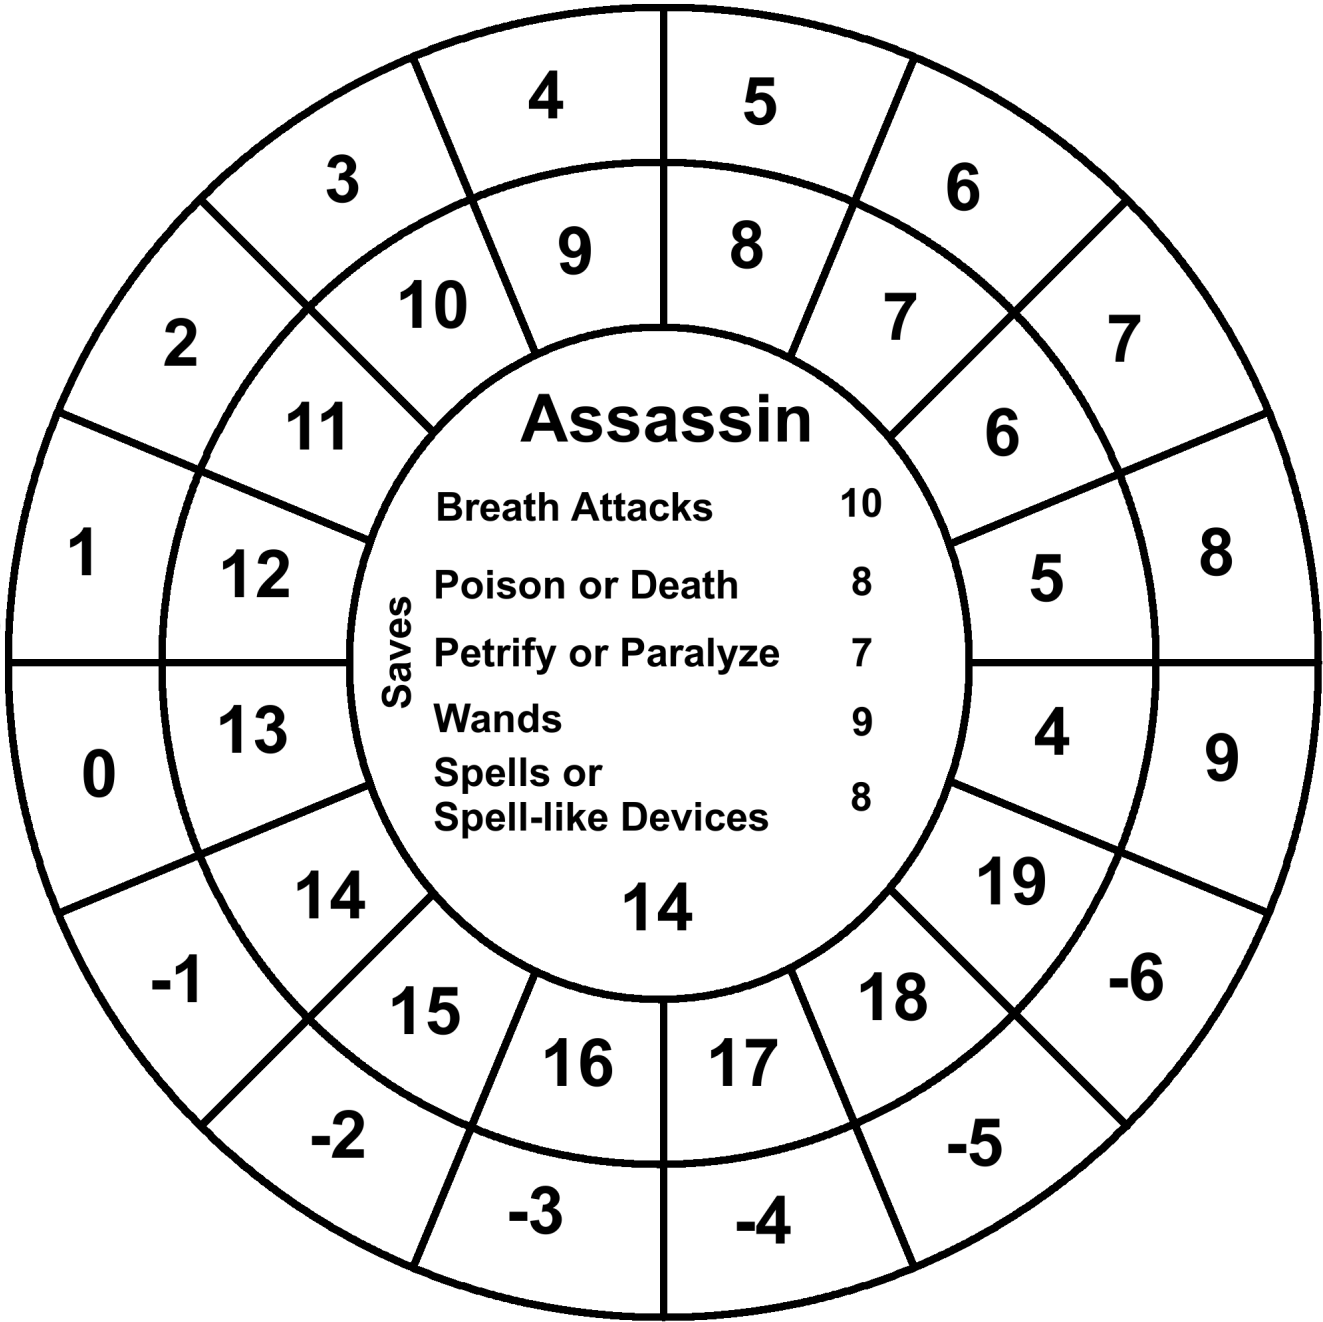 4 5
3 6
9 8
10 7
2 7
11 6
Assassin
Breath Attacks 10
1 8
12 5
Poison or Death 8
Saves
Petrify or Paralyze 7
Wands 9
13 4
0 9
Spells or
Spell-like Devices 8
14 19
14
-1 -6
15 18
16 17
-2 -5
-3 -4